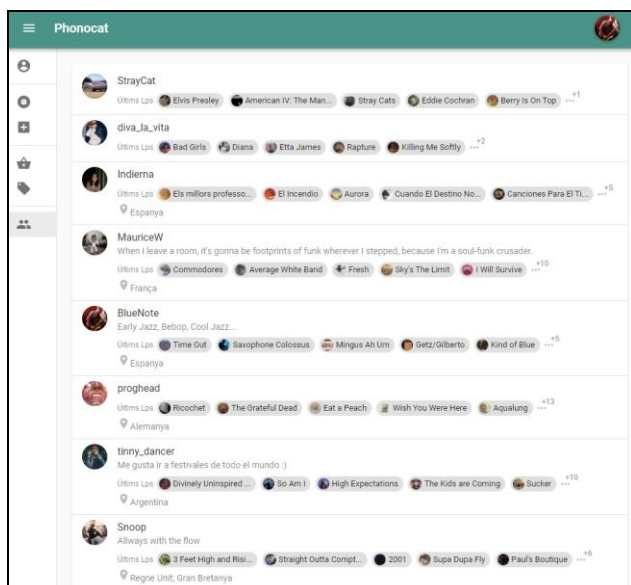 Phonocat
StrayCat
Últims Lps Elvis Presley American IV: The Man... Stray Cats Eddie Cochran Berry Is On Top ... +1
diva_la_vita
Últims Lps Bad Girls Diana Etta James Rapture Killing Me Softly ... +2
Indierna
Últims Lps Els millors professo... El Incendio Aurora Cuando El Destino No... Canciones Para El Ti... ... +5
Espanya
MauriceW
When I leave a room, it's gonna be footprints of funk wherever I stepped, because I'm a soul-funk crusader.
Últims Lps Commodores Average White Band Fresh Sky's The Limit I Will Survive ... +10
França
BlueNote
Early Jazz, Bebop, Cool Jazz...
Últims Lps Time Out Saxophone Colossus Mingus Ah Um Getz/Gilberto Kind of Blue ... +5
Espanya
proghead
Últims Lps Ricochet The Grateful Dead Eat a Peach Wish You Were Here Aqualung ... +13
Alemanya
tinny_dancer
Me gusta ir a festivales de todo el mundo :)
Últims Lps Divinely Uninspired ... So Am I High Expectations The Kids are Coming Sucker ... +10
Argentina
Snoop
Allways with the flow
Últims Lps 3 Feet High and Risi... Straight Outta Compt... 2001 Supa Dupa Fly Paul's Boutique ... +6
Regne Unit; Gran Bretanya